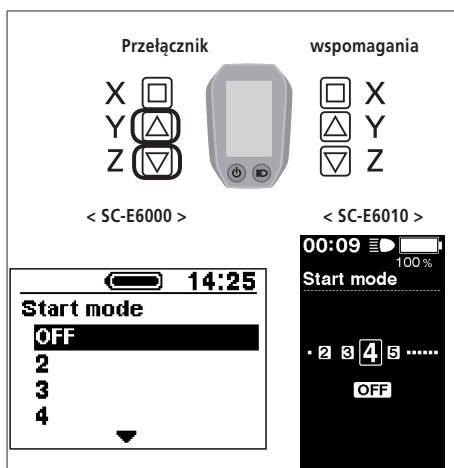 Przełącznik wspomagania
X X
Y Y
Z Z
< SC-E6000 > < SC-E6010 >
14:25
Start mode
OFF
2
3
4
00:09
100 %
Start mode
2 3 4 5
OFF